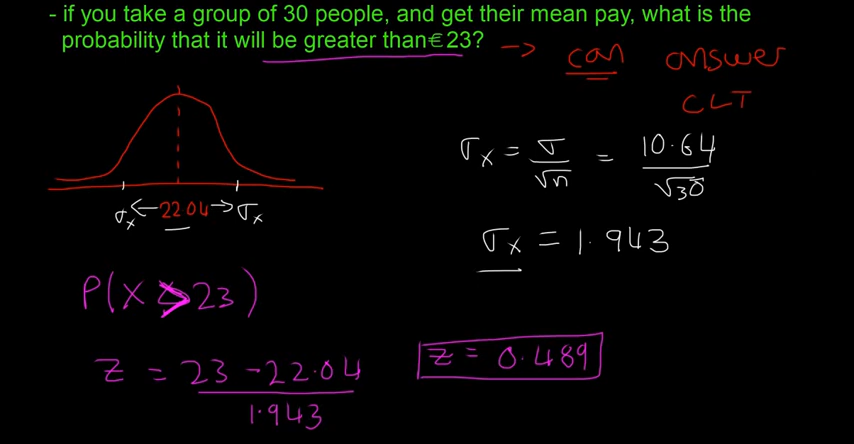 - if you take a group of 30 people, and get their mean pay, what is the
probability that it will be greater than€23?
→ can answer
CLT
σx = σ/√n = 10.64/√30
σx ← 22.04 → σx
σx = 1.943
P(X > 23)
z = 23 - 22.04 / 1.943
z = 0.489